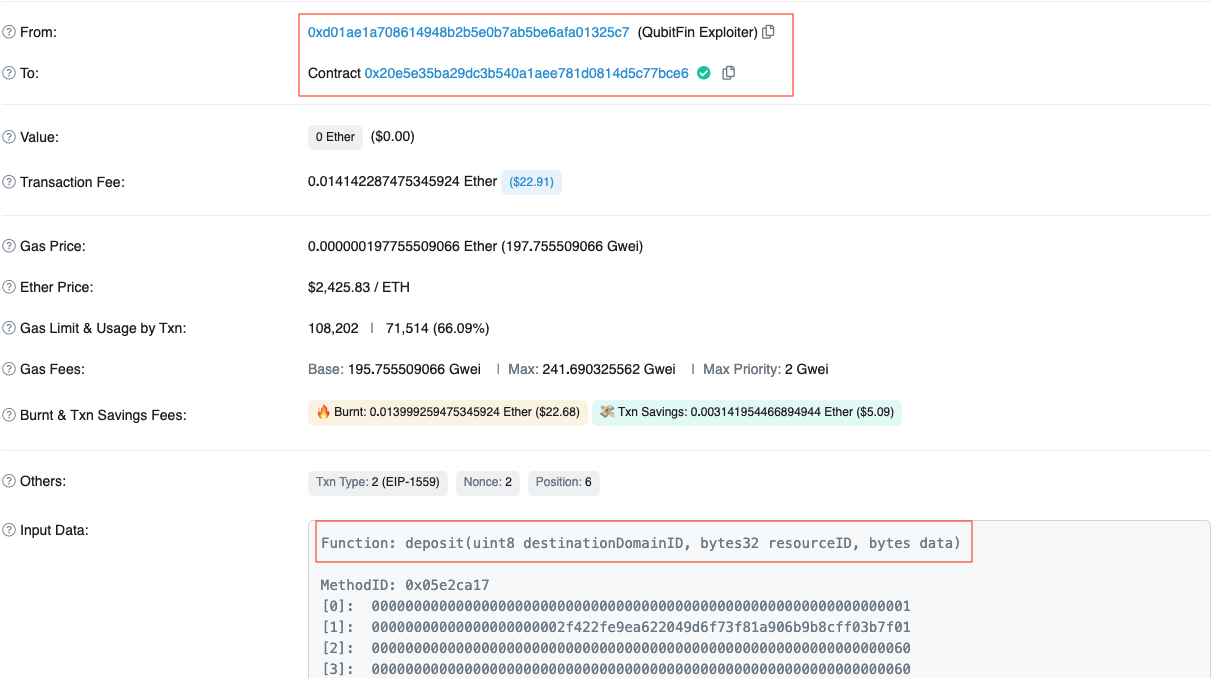 From: 0xd01ae1a708614948b2b5e0b7ab5be6afa01325c7 (QubitFin Exploiter)
To: Contract 0x20e5e35ba29dc3b540a1aee781d0814d5c77bce6
Value: 0 Ether ($0.00)
Transaction Fee: 0.014142287475345924 Ether ($22.91)
Gas Price: 0.000000197755509066 Ether (197.755509066 Gwei)
Ether Price: $2,425.83 / ETH
Gas Limit & Usage by Txn: 108,202 | 71,514 (66.09%)
Gas Fees: Base: 195.755509066 Gwei | Max: 241.690325562 Gwei | Max Priority: 2 Gwei
Burnt & Txn Savings Fees: 🔥 Burnt: 0.013999259475345924 Ether ($22.68) 💸 Txn Savings: 0.003141954466894944 Ether ($5.09)
Others: Txn Type: 2 (EIP-1559) Nonce: 2 Position: 6
Input Data:
Function: deposit(uint8 destinationDomainID, bytes32 resourceID, bytes data)
MethodID: 0x05e2ca17
[0]: 0000000000000000000000000000000000000000000000000000000000000001
[1]: 00000000000000000000002f422fe9ea622049d6f73f81a906b9b8cff03b7f01
[2]: 0000000000000000000000000000000000000000000000000000000000000060
[3]: 0000000000000000000000000000000000000000000000000000000000000060